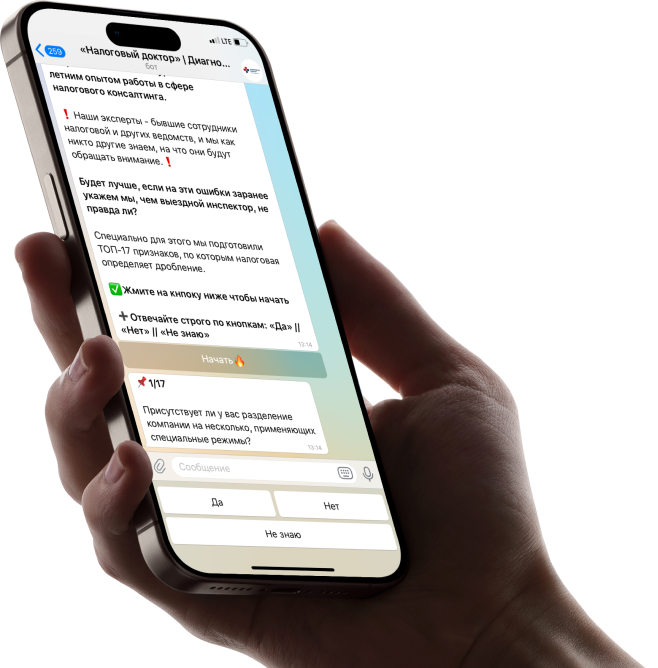 LTE
259
«Налоговый доктор» | Диагно...
бот
летним опытом работы в сфере
налогового консалтинга.
❗ Наши эксперты - бывшие сотрудники
налоговой и других ведомств, и мы как
никто другие знаем, на что они будут
обращать внимание.❗
Будет лучше, если на эти ошибки заранее
укажем мы, чем выездной инспектор, не
правда ли?
Специально для этого мы подготовили
ТОП-17 признаков, по которым налоговая
определяет дробление.
✅Жмите на кнпоку ниже чтобы начать
➕Отвечайте строго по кнопкам: «Да» ||
«Нет» || «Не знаю»
13:14
Начать🔥
📌1/17
Присутствует ли у вас разделение
компании на несколько, применяющих
специальные режимы?
13:14
Сообщение
Да
Нет
Не знаю